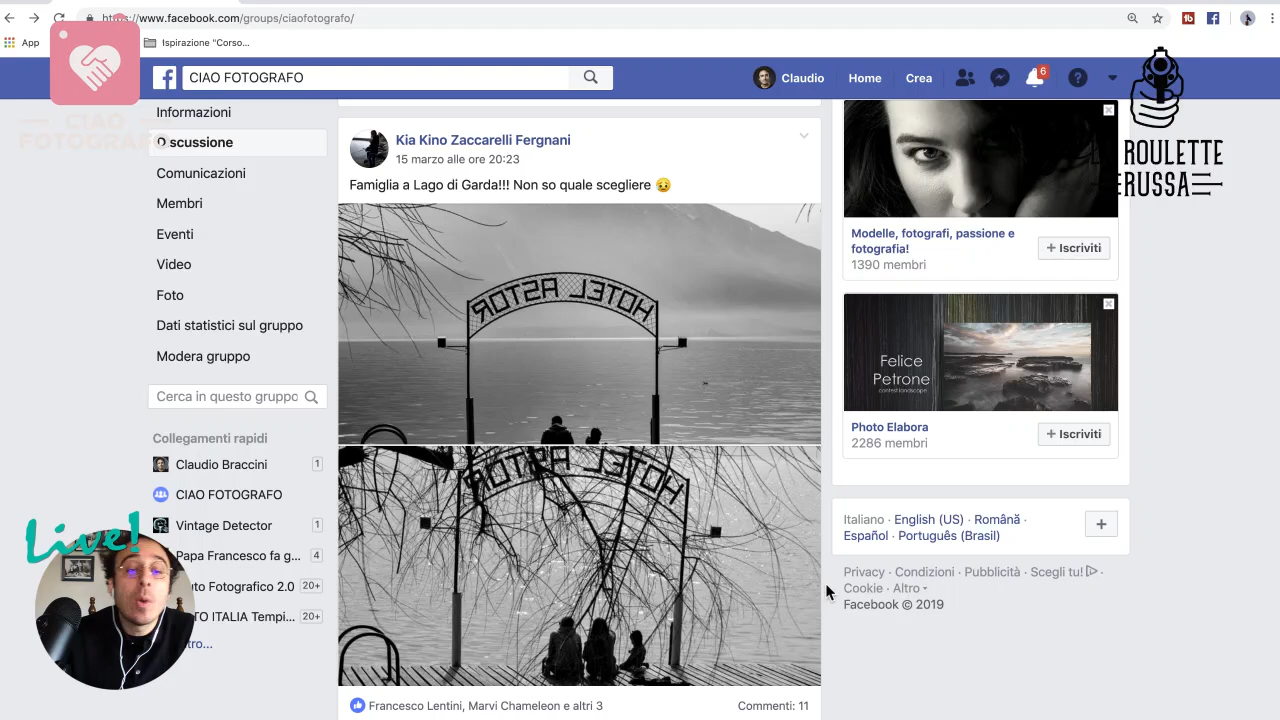 https://www.facebook.com/groups/ciaofotografo/
App
Ispirazione "Corso...
CIAO FOTOGRAFO
Claudio
Home
Crea
6
CIAO
FOTOGRAFO
ROULETTE
RUSSA
Informazioni
scussione
Comunicazioni
Membri
Eventi
Video
Foto
Dati statistici sul gruppo
Modera gruppo
Cerca in questo gruppo
Collegamenti rapidi
Claudio Braccini 1
CIAO FOTOGRAFO
Vintage Detector 1
Papa Francesco fa g... 4
uto Fotografico 2.0 20+
TO ITALIA Tempi... 20+
tro...
Live!
Kia Kino Zaccarelli Fergnani
15 marzo alle ore 20:23
Famiglia a Lago di Garda!!! Non so quale scegliere 😥
HOTEL ASTOR
HOTEL ASTOR
Francesco Lentini, Marvi Chameleon e altri 3
Commenti: 11
Modelle, fotografi, passione e
fotografia!
1390 membri
+ Iscriviti
Felice
Petrone
contest landscape
Photo Elabora
2286 membri
+ Iscriviti
Italiano · English (US) · Română ·
Español · Português (Brasil)
+
Privacy · Condizioni · Pubblicità · Scegli tu! ·
Cookie · Altro
Facebook © 2019